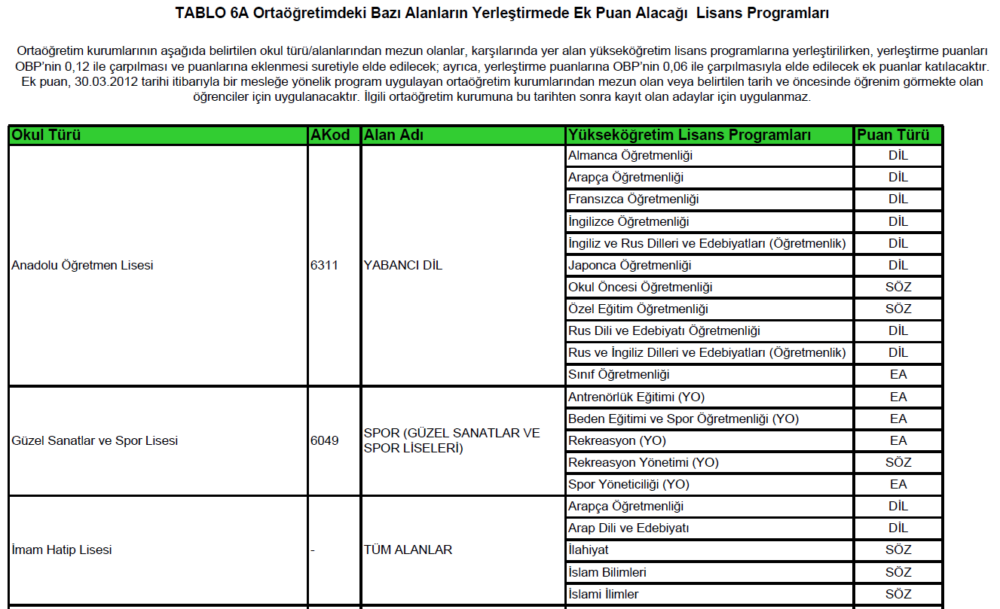 TABLO 6A Ortaöğretimdeki Bazı Alanların Yerleştirmede Ek Puan Alacağı  Lisans Programları
Ortaöğretim kurumlarının aşağıda belirtilen okul türü/alanlarından mezun olanlar, karşılarında yer alan yükseköğretim lisans programlarına yerleştirilirken, yerleştirme puanları
OBP’nin 0,12 ile çarpılması ve puanlarına eklenmesi suretiyle elde edilecek; ayrıca, yerleştirme puanlarına OBP’nin 0,06 ile çarpılmasıyla elde edilecek ek puanlar katılacaktır.
Ek puan, 30.03.2012 tarihi itibarıyla bir mesleğe yönelik program uygulayan ortaöğretim kurumlarından mezun olan veya belirtilen tarih ve öncesinde öğrenim görmekte olan
öğrenciler için uygulanacaktır. İlgili ortaöğretim kurumuna bu tarihten sonra kayıt olan adaylar için uygulanmaz.
Okul Türü AKod Alan Adı Yükseköğretim Lisans Programları Puan Türü
Almanca Öğretmenliği DİL
Arapça Öğretmenliği DİL
Fransızca Öğretmenliği DİL
İngilizce Öğretmenliği DİL
İngiliz ve Rus Dilleri ve Edebiyatları (Öğretmenlik) DİL
Anadolu Öğretmen Lisesi 6311 YABANCI DİL Japonca Öğretmenliği DİL
Okul Öncesi Öğretmenliği SÖZ
Özel Eğitim Öğretmenliği SÖZ
Rus Dili ve Edebiyatı Öğretmenliği DİL
Rus ve İngiliz Dilleri ve Edebiyatları (Öğretmenlik) DİL
Sınıf Öğretmenliği EA
Antrenörlük Eğitimi (YO) EA
Beden Eğitimi ve Spor Öğretmenliği (YO) EA
Güzel Sanatlar ve Spor Lisesi 6049 SPOR (GÜZEL SANATLAR VE
SPOR LİSELERİ) Rekreasyon (YO) EA
Rekreasyon Yönetimi (YO) SÖZ
Spor Yöneticiliği (YO) EA
Arapça Öğretmenliği DİL
Arap Dili ve Edebiyatı DİL
İmam Hatip Lisesi - TÜM ALANLAR İlahiyat SÖZ
İslam Bilimleri SÖZ
İslami İlimler SÖZ